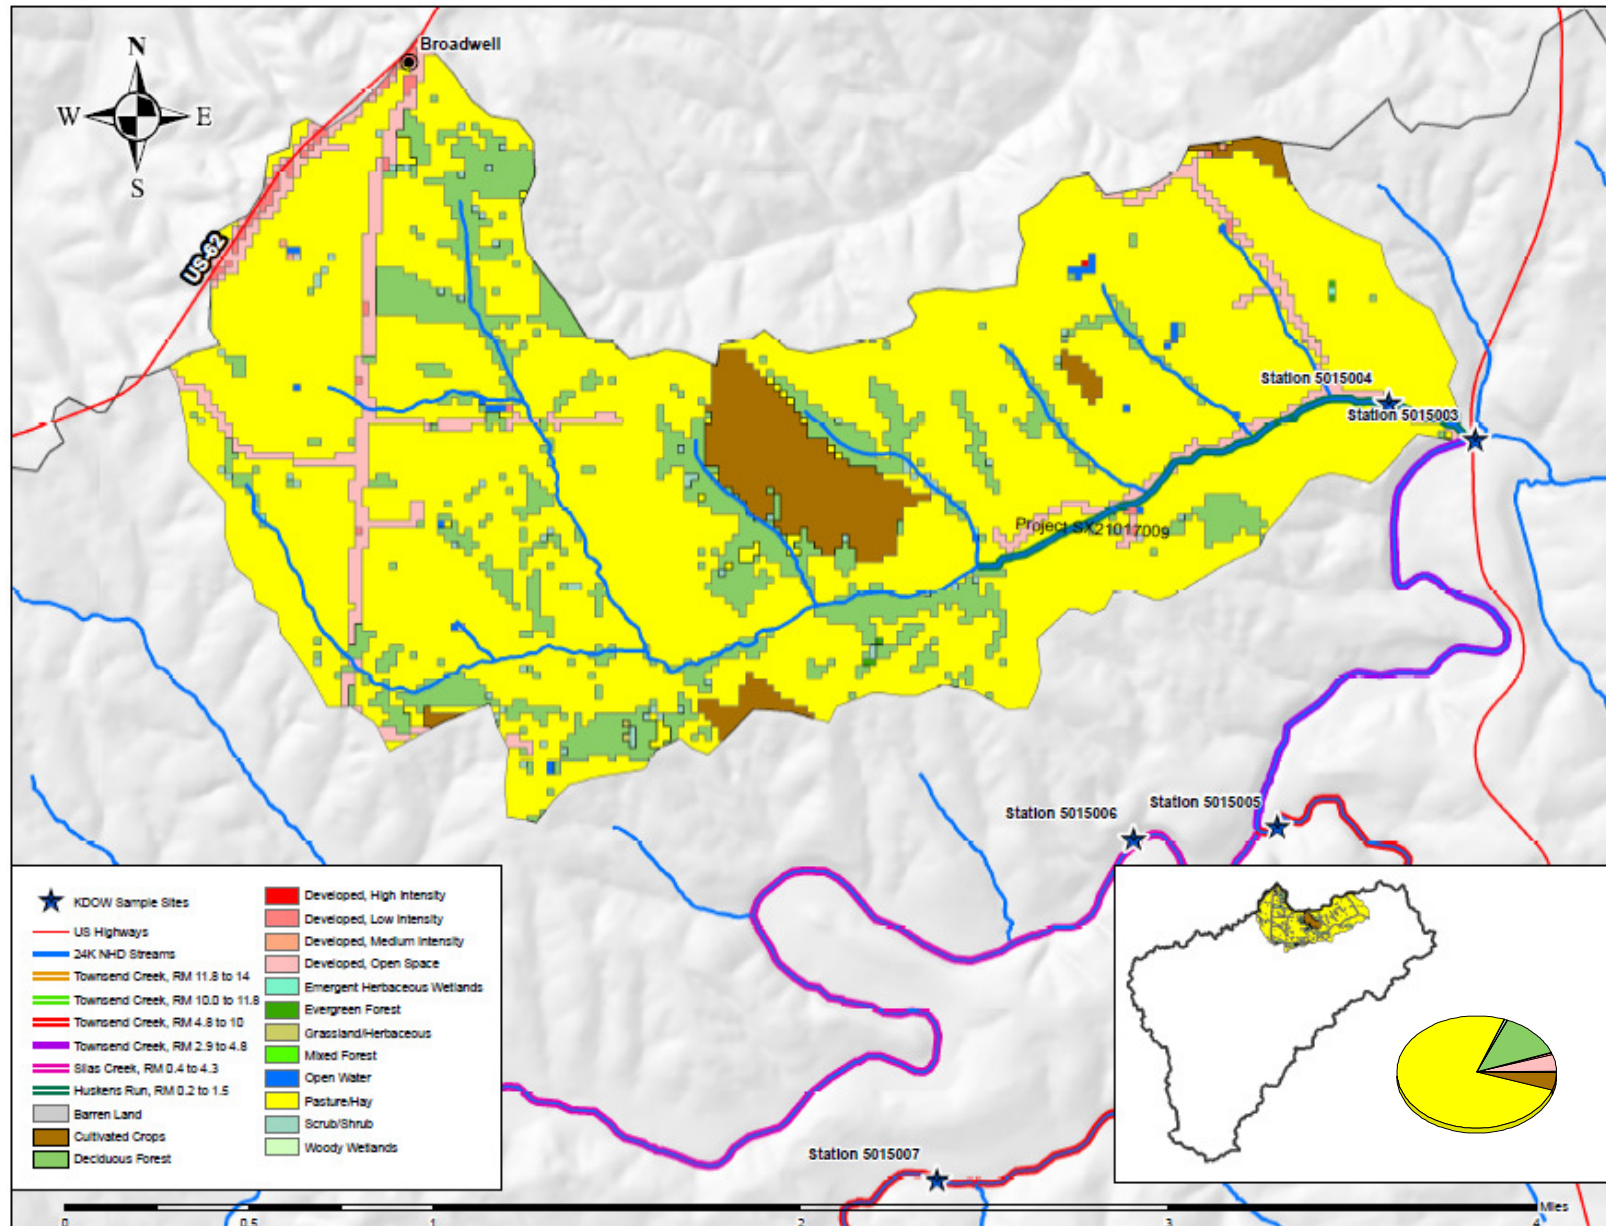 N
Broadwell
W E
S
US-62
Station 5015004
Station 5015003
Project SX21017009
Station 5015005
Station 5015006
KDOW Sample Sites
US Highways
24K NHD Streams
Townsend Creek, RM 11.8 to 14
Townsend Creek, RM 10.0 to 11.8
Townsend Creek, RM 4.8 to 10
Townsend Creek, RM 2.9 to 4.8
Silas Creek, RM 0.4 to 4.3
Huskens Run, RM 0.2 to 1.5
Barren Land
Cultivated Crops
Deciduous Forest
Developed, High Intensity
Developed, Low Intensity
Developed, Medium Intensity
Developed, Open Space
Emergent Herbaceous Wetlands
Evergreen Forest
Grassland/Herbaceous
Mixed Forest
Open Water
Pasture/Hay
Scrub/Shrub
Woody Wetlands
Station 5015007
0 0.5 1 2 3 4 Miles